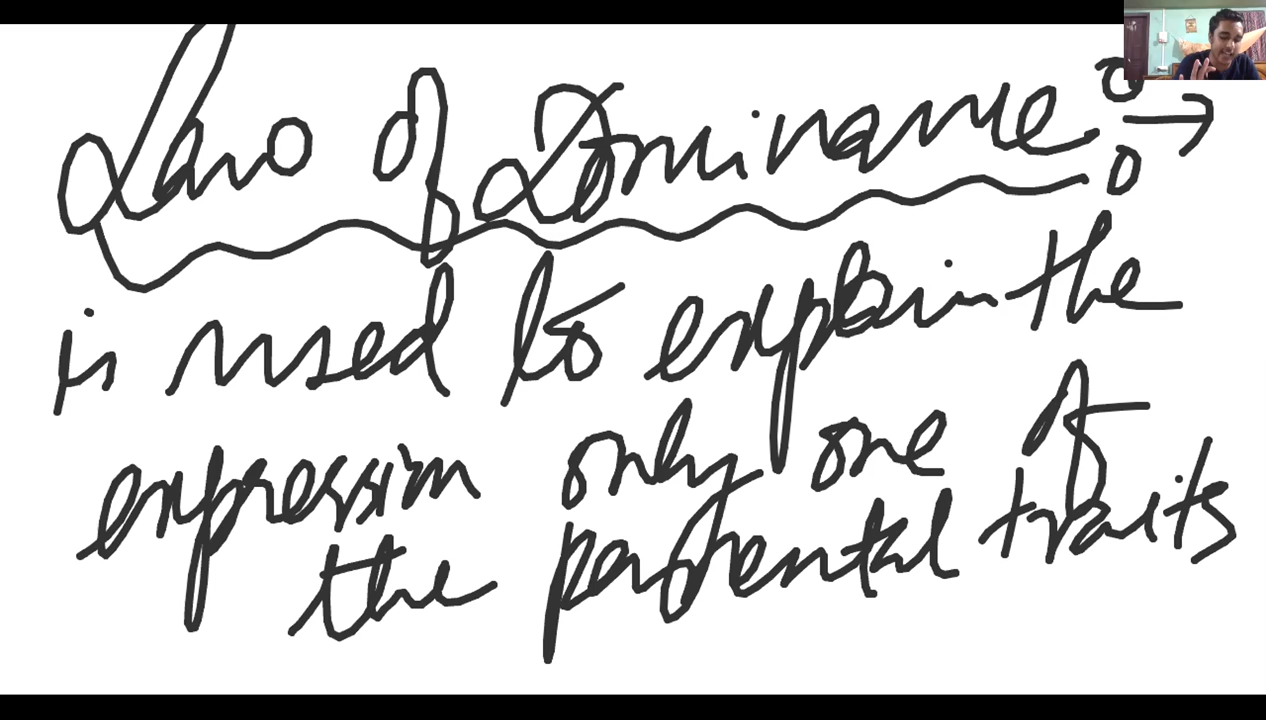 Law of Dominance :→
is used to explain the
expression only one of
the parental traits